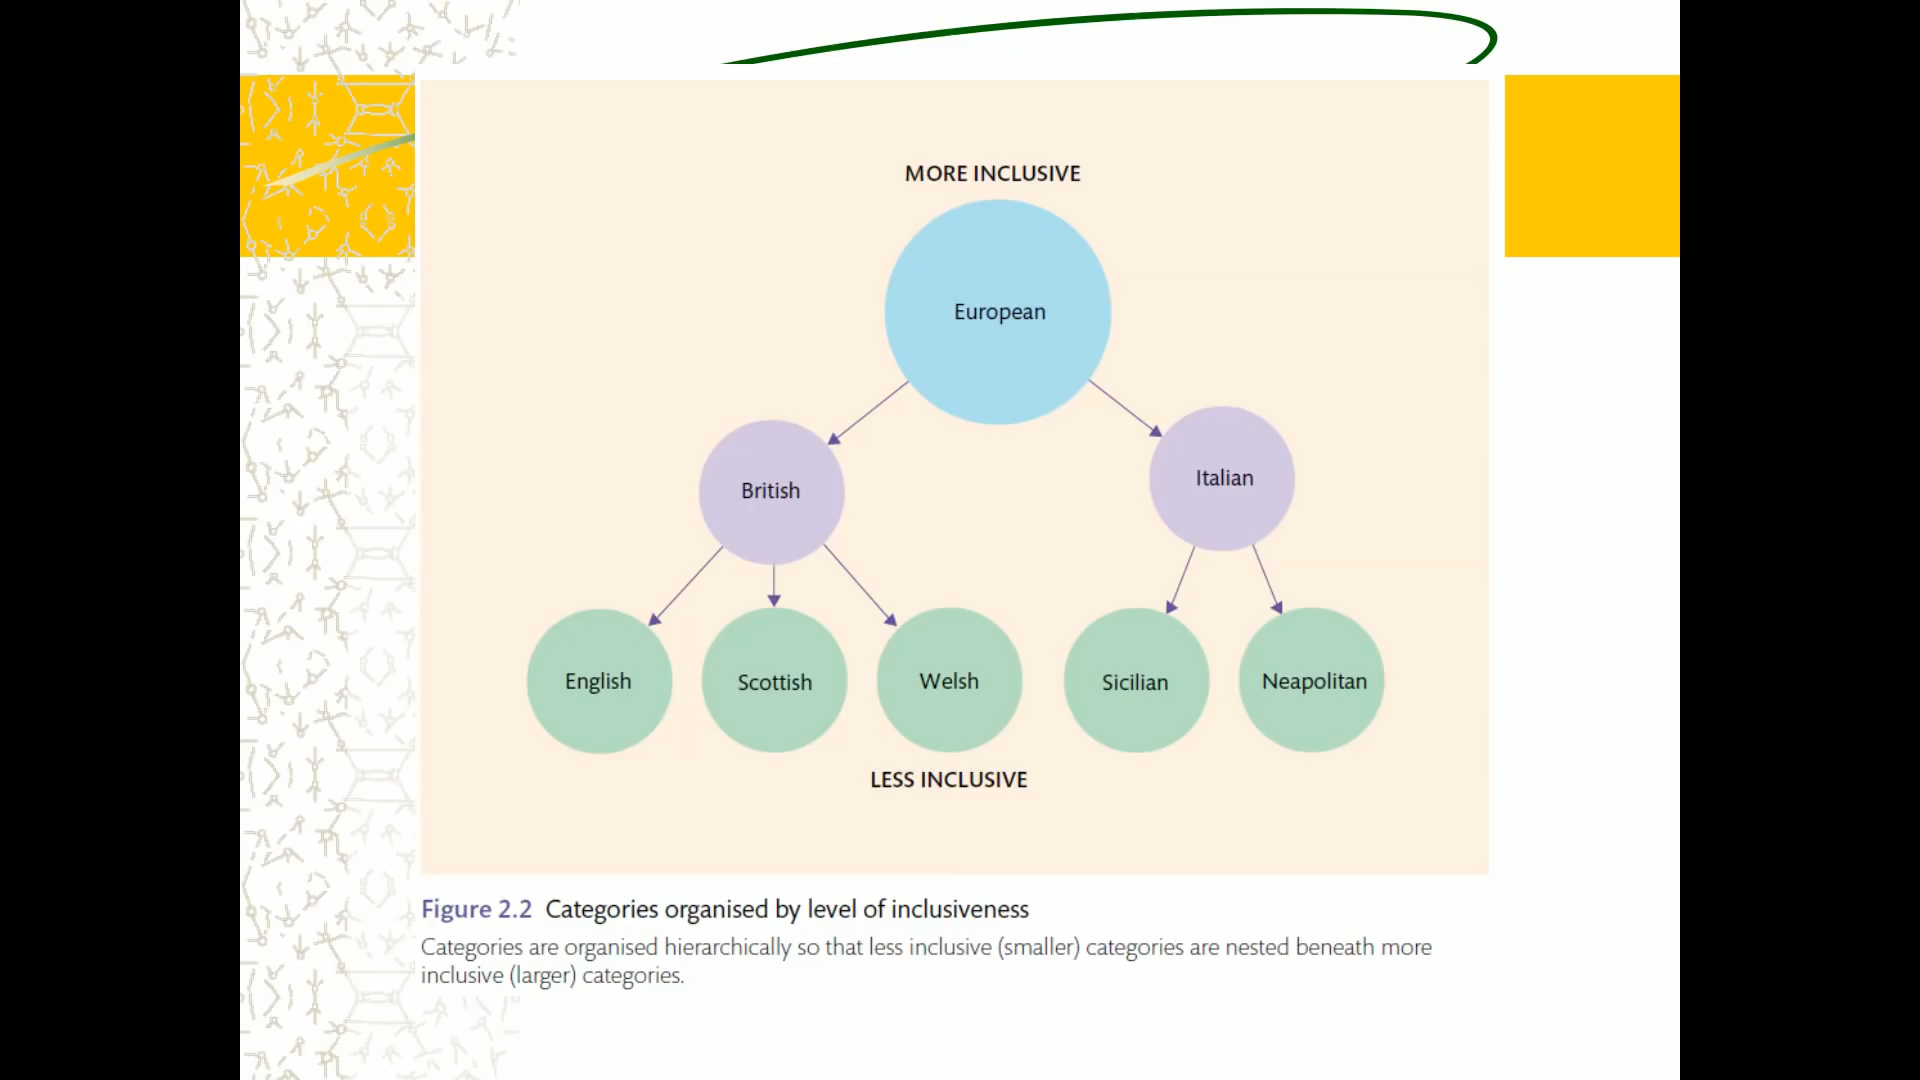 MORE INCLUSIVE
European
British
Italian
English
Scottish
Welsh
Sicilian
Neapolitan
LESS INCLUSIVE
Figure 2.2 Categories organised by level of inclusiveness
Categories are organised hierarchically so that less inclusive (smaller) categories are nested beneath more
inclusive (larger) categories.